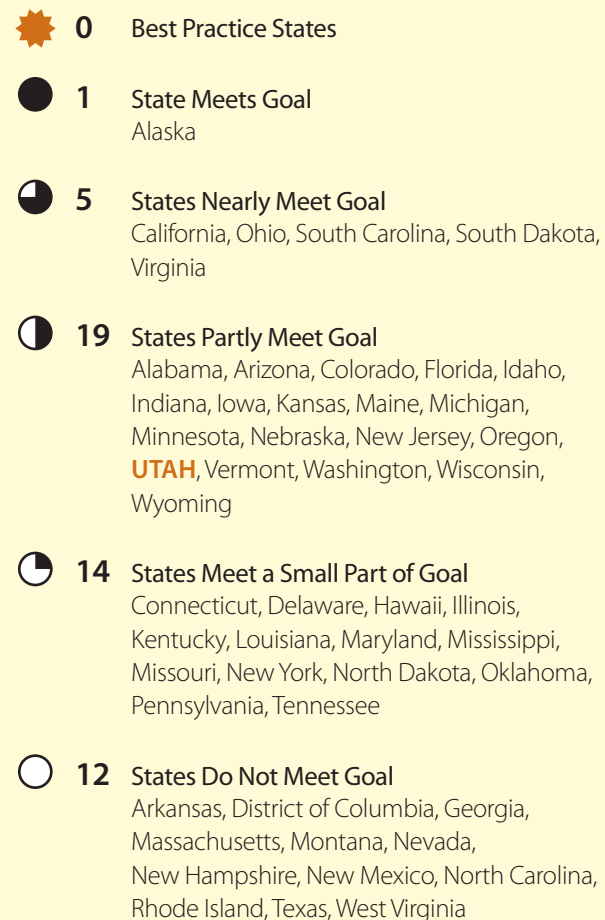 0 Best Practice States
1 State Meets Goal
Alaska
5 States Nearly Meet Goal
California, Ohio, South Carolina, South Dakota,
Virginia
19 States Partly Meet Goal
Alabama, Arizona, Colorado, Florida, Idaho,
Indiana, Iowa, Kansas, Maine, Michigan,
Minnesota, Nebraska, New Jersey, Oregon,
UTAH, Vermont, Washington, Wisconsin,
Wyoming
14 States Meet a Small Part of Goal
Connecticut, Delaware, Hawaii, Illinois,
Kentucky, Louisiana, Maryland, Mississippi,
Missouri, New York, North Dakota, Oklahoma,
Pennsylvania, Tennessee
12 States Do Not Meet Goal
Arkansas, District of Columbia, Georgia,
Massachusetts, Montana, Nevada,
New Hampshire, New Mexico, North Carolina,
Rhode Island, Texas, West Virginia